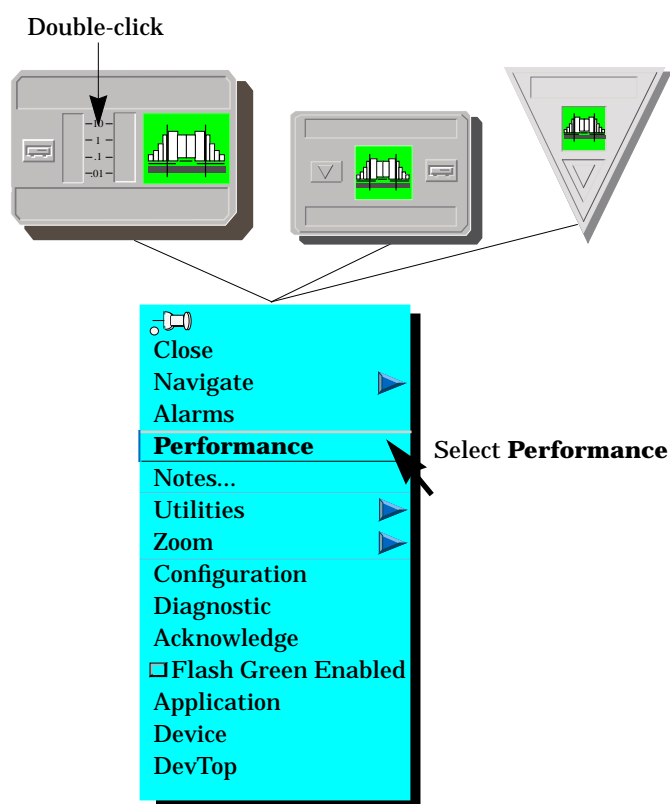 Double-click
10
1
.1
.01
Close
Navigate
Alarms
Performance
Select Performance
Notes...
Utilities
Zoom
Configuration
Diagnostic
Acknowledge
Flash Green Enabled
Application
Device
DevTop